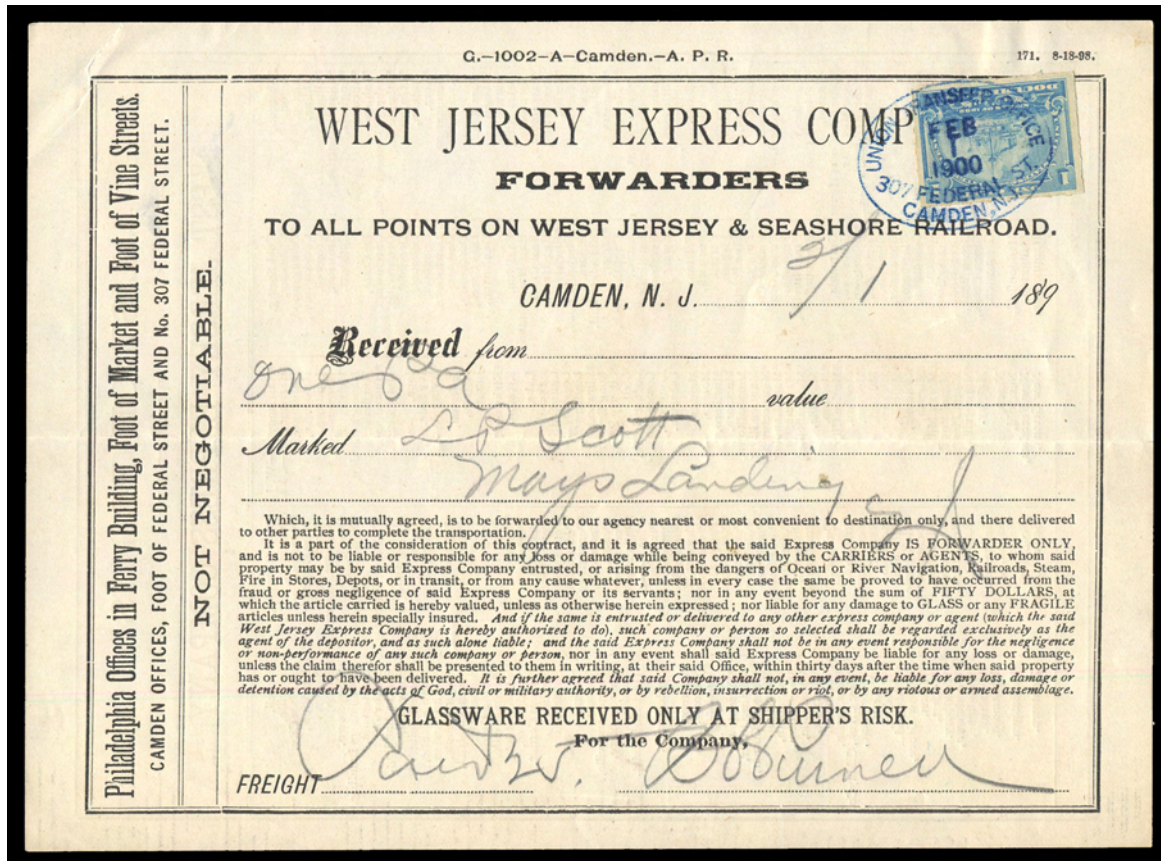 G.—1002—A—Camden.—A. P. R.
171. 8-18-98.
WEST JERSEY EXPRESS COMP
FORWARDERS
TO ALL POINTS ON WEST JERSEY & SEASHORE RAILROAD.
UNION TRANSFER OFFICE
FEB
1
1900
307 FEDERAL ST.
CAMDEN, N.J.
CAMDEN, N. J. 2/1 189
Received from
One value
Marked Scott
Mays Landing NJ
Which, it is mutually agreed, is to be forwarded to our agency nearest or most convenient to destination only, and there delivered
to other parties to complete the transportation.
It is a part of the consideration of this contract, and it is agreed that the said Express Company IS FORWARDER ONLY,
and is not to be liable or responsible for any loss or damage while being conveyed by the CARRIERS or AGENTS, to whom said
property may be by said Express Company entrusted, or arising from the dangers of Ocean or River Navigation, Railroads, Steam,
Fire in Stores, Depots, or in transit, or from any cause whatever, unless in every case the same be proved to have occurred from the
fraud or gross negligence of said Express Company or its servants; nor in any event beyond the sum of FIFTY DOLLARS, at
which the article carried is hereby valued, unless as otherwise herein expressed; nor liable for any damage to GLASS or any FRAGILE
articles unless herein specially insured. And if the same is entrusted or delivered to any other express company or agent (which the said
West Jersey Express Company is hereby authorized to do), such company or person so selected shall be regarded exclusively as the
agent of the depositor, and as such alone liable; and the said Express Company shall not be in any event responsible for the negligence
or non-performance of any such company or person, nor in any event shall said Express Company be liable for any loss or damage,
unless the claim therefor shall be presented to them in writing, at their said Office, within thirty days after the time when said property
has or ought to have been delivered. It is further agreed that said Company shall not, in any event, be liable for any loss, damage or
detention caused by the acts of God, civil or military authority, or by rebellion, insurrection or riot, or by any riotous or armed assemblage.
GLASSWARE RECEIVED ONLY AT SHIPPER'S RISK.
For the Company,
FREIGHT
Philadelphia Offices in Ferry Building, Foot of Market and Foot of Vine Streets.
CAMDEN OFFICES, FOOT OF FEDERAL STREET AND No. 307 FEDERAL STREET.
NOT NEGOTIABLE.